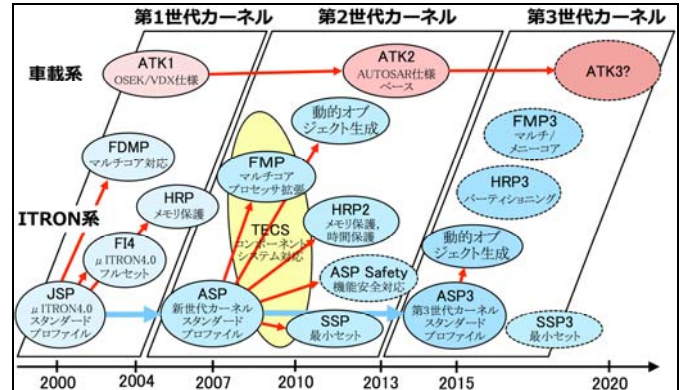 第1世代カーネル
第2世代カーネル
第3世代カーネル
車載系
ATK1
OSEK/VDX仕様
ATK2
AUTOSAR仕様
ベース
ATK3?
動的オブ
ジェクト生成
FMP3
マルチ/
メニーコア
FDMP
マルチコア対応
FMP
マルチコア
プロセッサ拡張
HRP
メモリ保護
HRP3
パーティショニング
ITRON系
TECS
コンポーネント
システム対応
HRP2
メモリ保護,
時間保護
FI4
μITRON4.0
フルセット
動的オブ
ジェクト生成
ASP Safety
機能安全対応
JSP
μITRON4.0
スタンダード
プロファイル
ASP
新世代カーネル
スタンダード
プロファイル
ASP3
第3世代カーネル
スタンダード
プロファイル
SSP
最小セット
SSP3
最小セット
2000
2004
2007
2010
2013
2015
2020